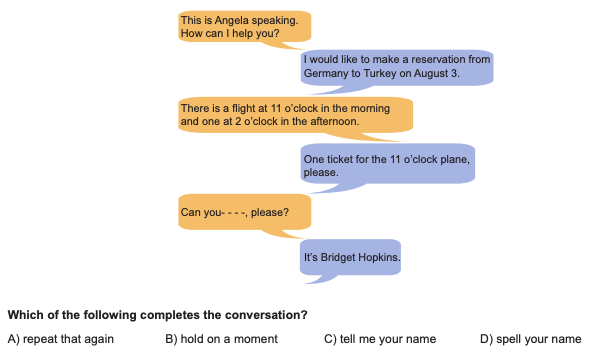 This is Angela speaking.
How can I help you?
I would like to make a reservation from
Germany to Turkey on August 3.
There is a flight at 11 o’clock in the morning
and one at 2 o’clock in the afternoon.
One ticket for the 11 o’clock plane,
please.
Can you- - - -, please?
It’s Bridget Hopkins.
Which of the following completes the conversation?
A) repeat that again B) hold on a moment C) tell me your name D) spell your name